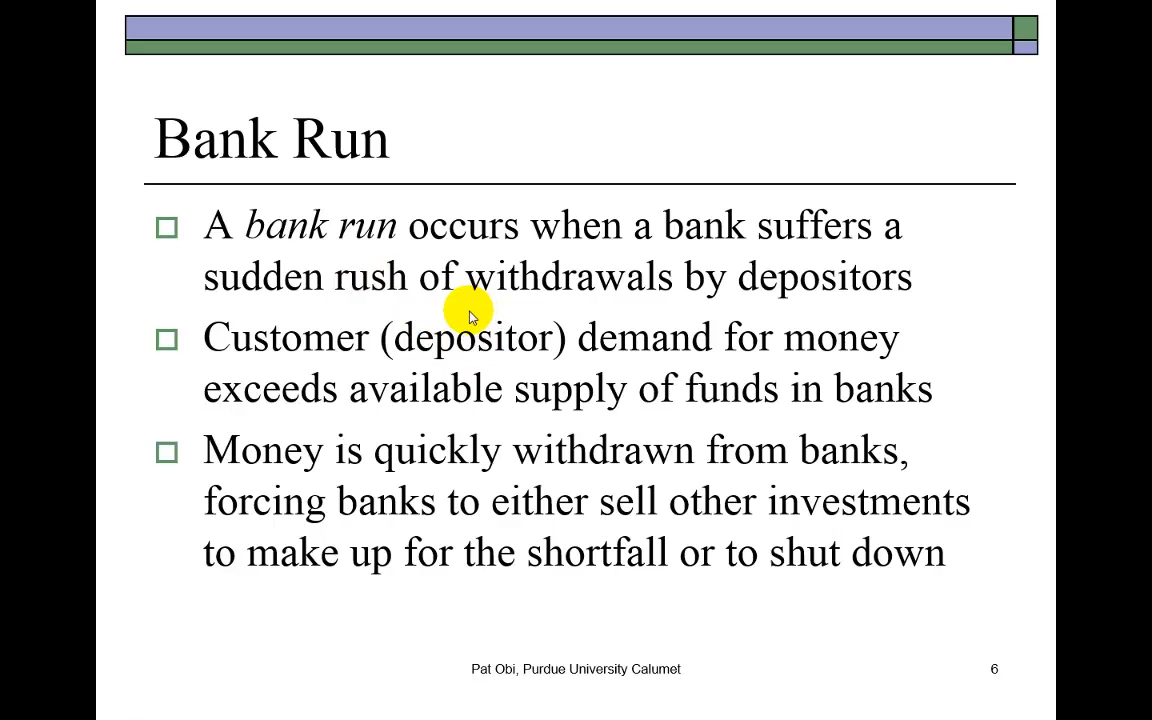 Bank Run
A bank run occurs when a bank suffers a
sudden rush of withdrawals by depositors
Customer (depositor) demand for money
exceeds available supply of funds in banks
Money is quickly withdrawn from banks,
forcing banks to either sell other investments
to make up for the shortfall or to shut down
Pat Obi, Purdue University Calumet
6